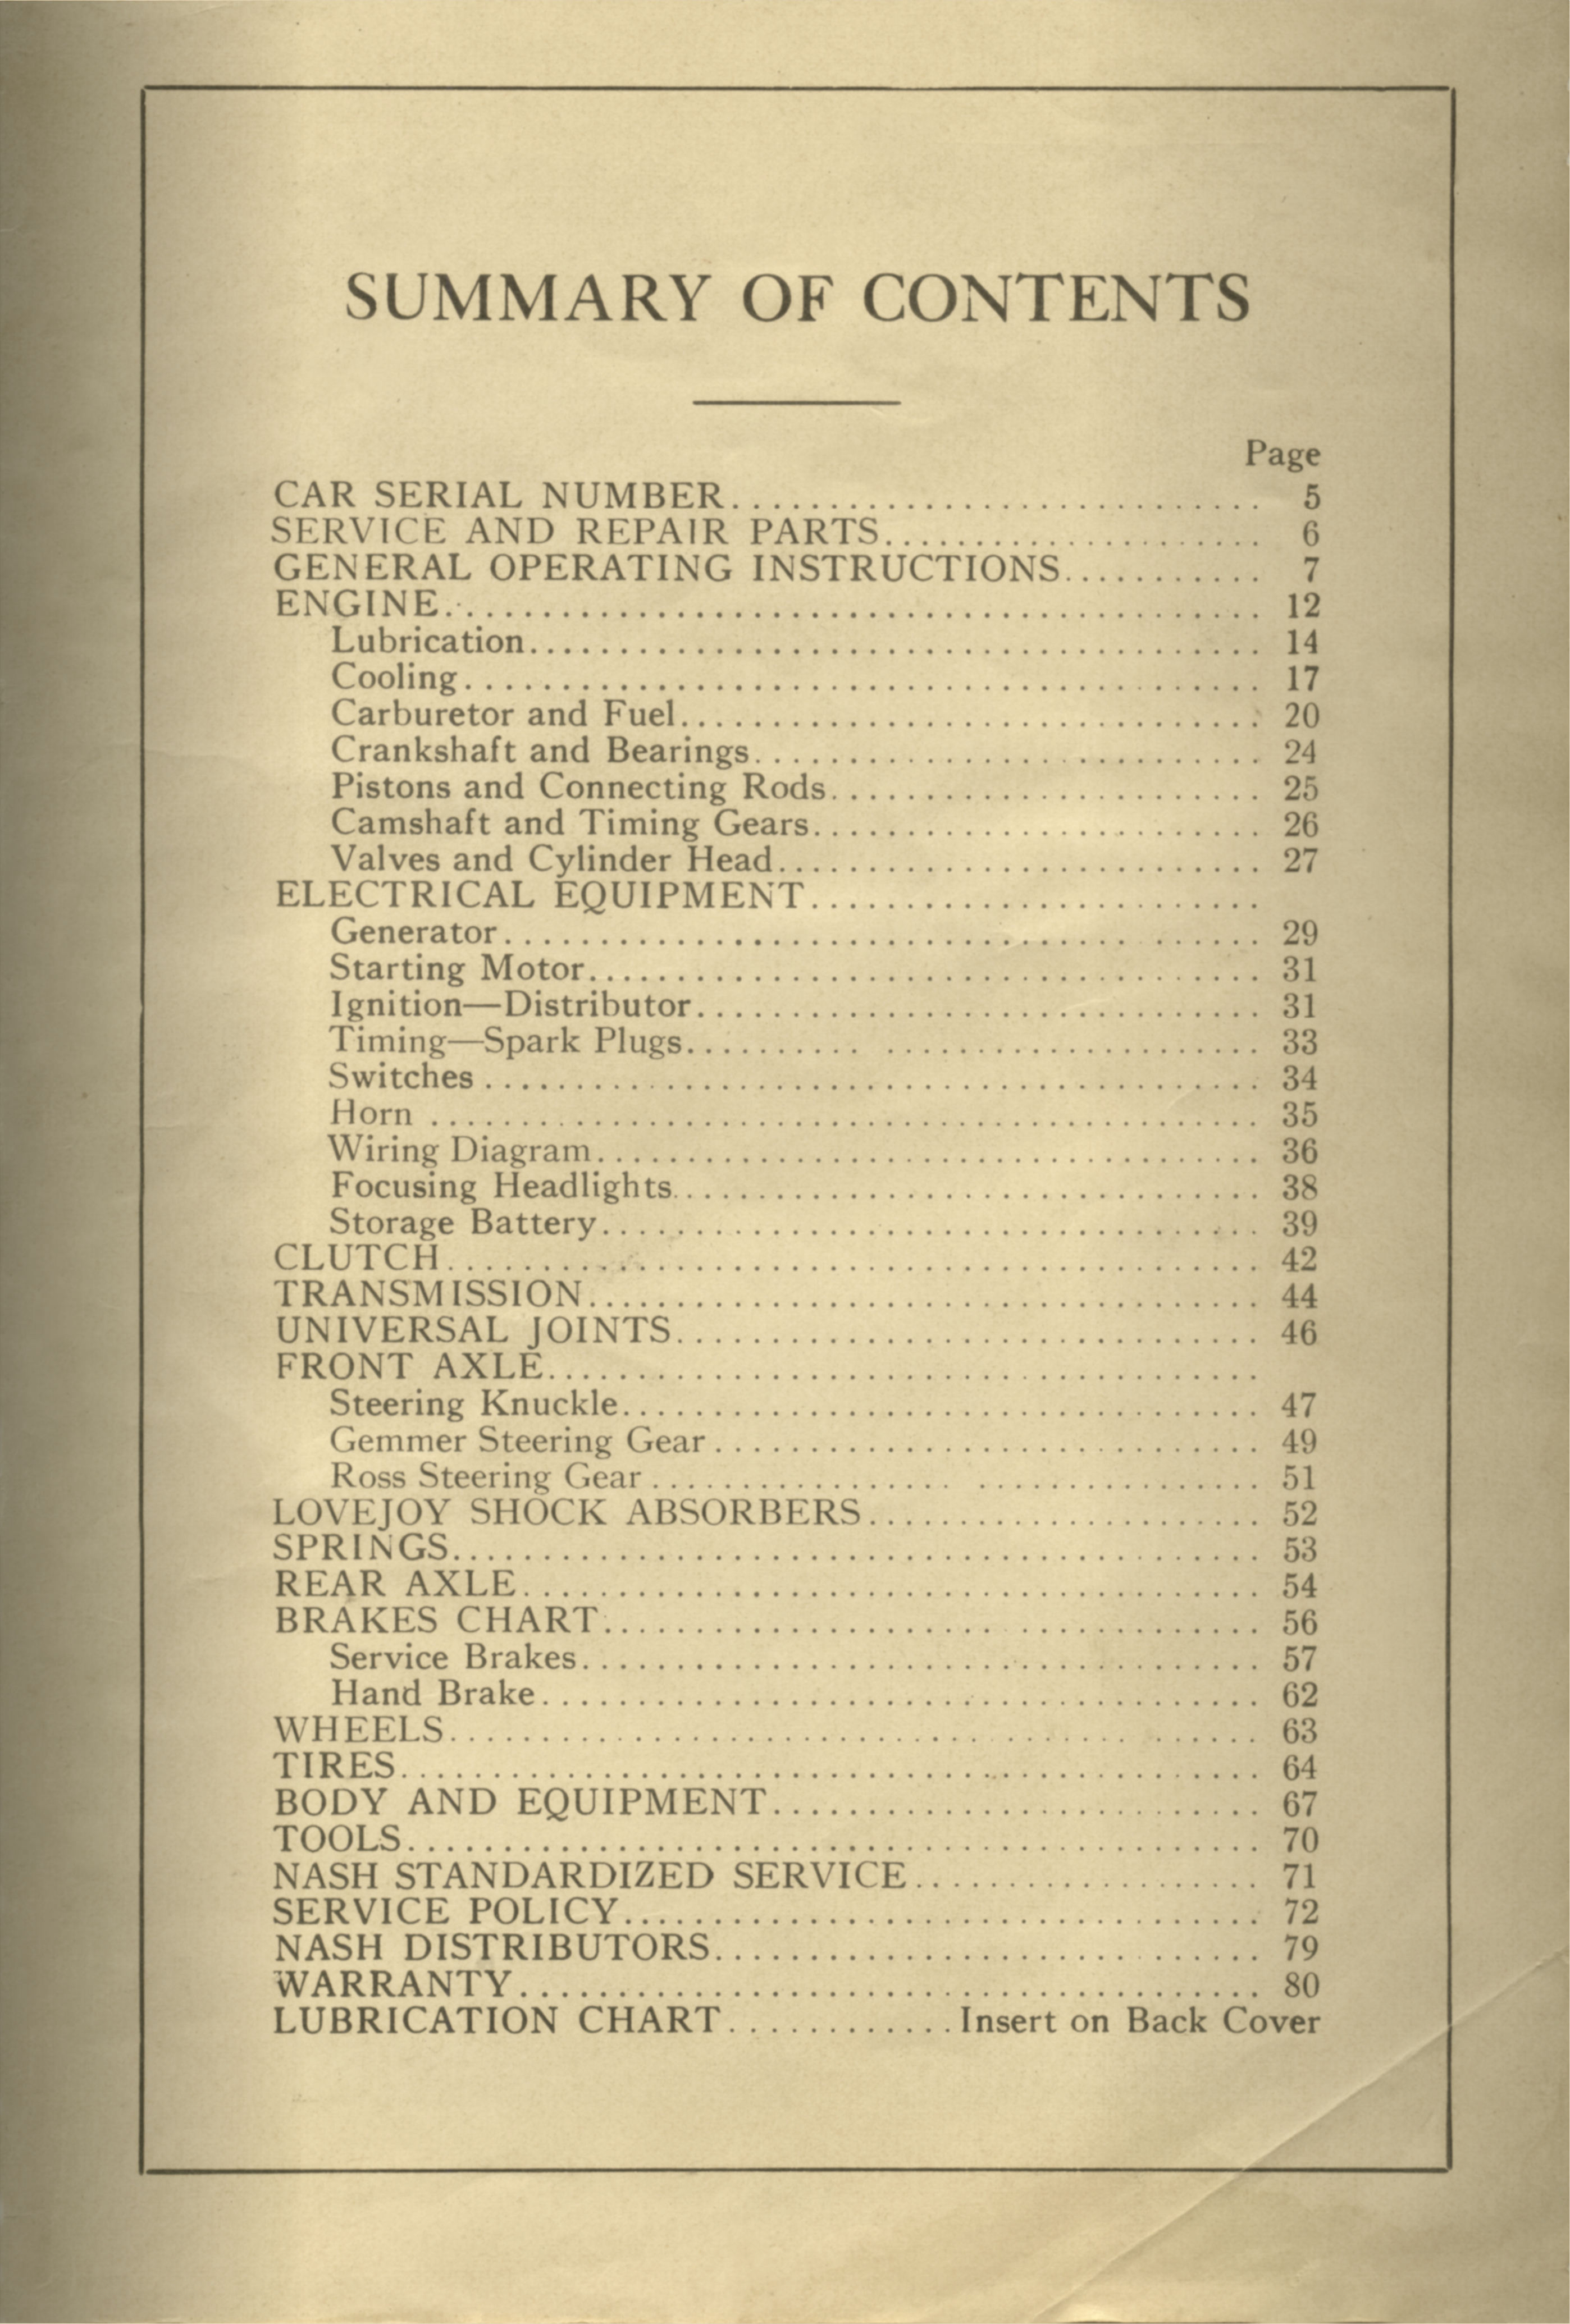 SUMMARY OF CONTENTS
Page
CAR SERIAL NUMBER. . . . . . . . . . . . . . . . . . . . . . . . . . . . 5
SERVICE AND REPAIR PARTS. . . . . . . . . . . . . . . . . . . . . 6
GENERAL OPERATING INSTRUCTIONS. . . . . . . . . . . 7
ENGINE. . . . . . . . . . . . . . . . . . . . . . . . . . . . . . . . . . . . . . . . 12
Lubrication. . . . . . . . . . . . . . . . . . . . . . . . . . . . . . . . . . . . 14
Cooling. . . . . . . . . . . . . . . . . . . . . . . . . . . . . . . . . . . . . . . 17
Carburetor and Fuel. . . . . . . . . . . . . . . . . . . . . . . . . . . . 20
Crankshaft and Bearings. . . . . . . . . . . . . . . . . . . . . . . . 24
Pistons and Connecting Rods. . . . . . . . . . . . . . . . . . . . 25
Camshaft and Timing Gears. . . . . . . . . . . . . . . . . . . . . 26
Valves and Cylinder Head. . . . . . . . . . . . . . . . . . . . . . . 27
ELECTRICAL EQUIPMENT. . . . . . . . . . . . . . . . . . . . . . .
Generator. . . . . . . . . . . . . . . . . . . . . . . . . . . . . . . . . . . . . 29
Starting Motor. . . . . . . . . . . . . . . . . . . . . . . . . . . . . . . . . 31
Ignition—Distributor. . . . . . . . . . . . . . . . . . . . . . . . . . . 31
Timing—Spark Plugs. . . . . . . . . . . . . . . . . . . . . . . . . . . 33
Switches . . . . . . . . . . . . . . . . . . . . . . . . . . . . . . . . . . . . . . 34
Horn . . . . . . . . . . . . . . . . . . . . . . . . . . . . . . . . . . . . . . . . . 35
Wiring Diagram. . . . . . . . . . . . . . . . . . . . . . . . . . . . . . . . 36
Focusing Headlights. . . . . . . . . . . . . . . . . . . . . . . . . . . . 38
Storage Battery. . . . . . . . . . . . . . . . . . . . . . . . . . . . . . . . 39
CLUTCH. . . . . . . . . . . . . . . . . . . . . . . . . . . . . . . . . . . . . . . . 42
TRANSMISSION. . . . . . . . . . . . . . . . . . . . . . . . . . . . . . . . . 44
UNIVERSAL JOINTS. . . . . . . . . . . . . . . . . . . . . . . . . . . . . 46
FRONT AXLE. . . . . . . . . . . . . . . . . . . . . . . . . . . . . . . . . . .
Steering Knuckle. . . . . . . . . . . . . . . . . . . . . . . . . . . . . . . 47
Gemmer Steering Gear . . . . . . . . . . . . . . . . . . . . . . . . . . 49
Ross Steering Gear . . . . . . . . . . . . . . . . . . . . . . . . . . . . . 51
LOVEJOY SHOCK ABSORBERS. . . . . . . . . . . . . . . . . . . . 52
SPRINGS. . . . . . . . . . . . . . . . . . . . . . . . . . . . . . . . . . . . . . . 53
REAR AXLE. . . . . . . . . . . . . . . . . . . . . . . . . . . . . . . . . . . . 54
BRAKES CHART. . . . . . . . . . . . . . . . . . . . . . . . . . . . . . . . 56
Service Brakes. . . . . . . . . . . . . . . . . . . . . . . . . . . . . . . . . 57
Hand Brake. . . . . . . . . . . . . . . . . . . . . . . . . . . . . . . . . . . 62
WHEELS. . . . . . . . . . . . . . . . . . . . . . . . . . . . . . . . . . . . . . . 63
TIRES. . . . . . . . . . . . . . . . . . . . . . . . . . . . . . . . . . . . . . . . . 64
BODY AND EQUIPMENT. . . . . . . . . . . . . . . . . . . . . . . . . 67
TOOLS. . . . . . . . . . . . . . . . . . . . . . . . . . . . . . . . . . . . . . . . . 70
NASH STANDARDIZED SERVICE. . . . . . . . . . . . . . . . . . 71
SERVICE POLICY. . . . . . . . . . . . . . . . . . . . . . . . . . . . . . . 72
NASH DISTRIBUTORS. . . . . . . . . . . . . . . . . . . . . . . . . . . 79
WARRANTY. . . . . . . . . . . . . . . . . . . . . . . . . . . . . . . . . . . . 80
LUBRICATION CHART. . . . . . . . . . . . Insert on Back Cover